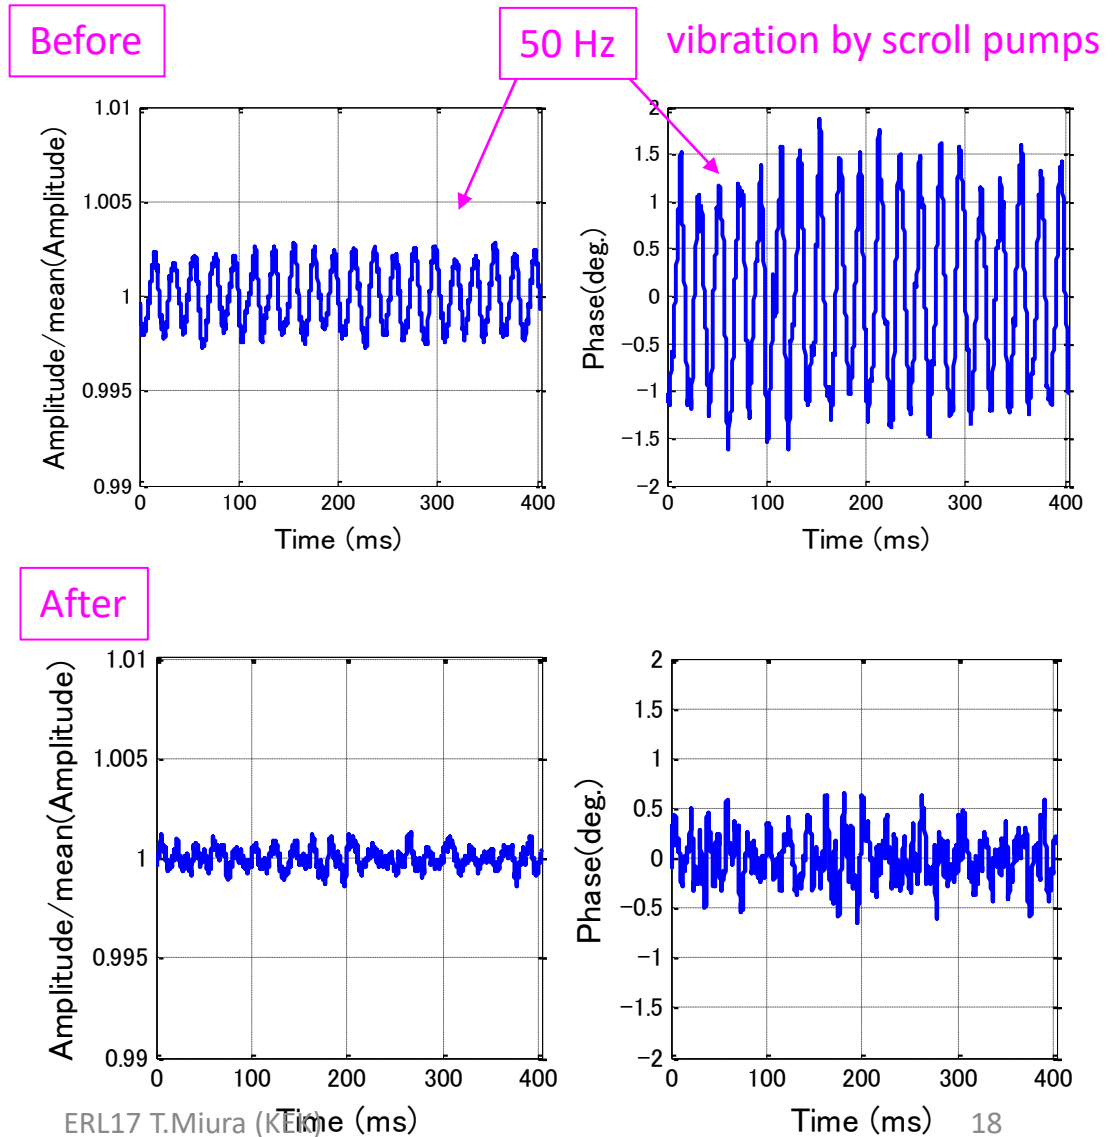 Before
50 Hz
vibration by scroll pumps
Amplitude/mean(Amplitude)
1.01
1.005
1
0.995
0.99
0 100 200 300 400
Time (ms)
Phase(deg.)
2
1.5
1
0.5
0
−0.5
−1
−1.5
−2
0 100 200 300 400
Time (ms)
After
Amplitude/mean(Amplitude)
1.01
1.005
1
0.995
0.99
0 100 200 300 400
Time (ms)
Phase(deg.)
2
1.5
1
0.5
0
−0.5
−1
−1.5
−2
0 100 200 300 400
Time (ms)
ERL17 T.Miura (KEK)
18